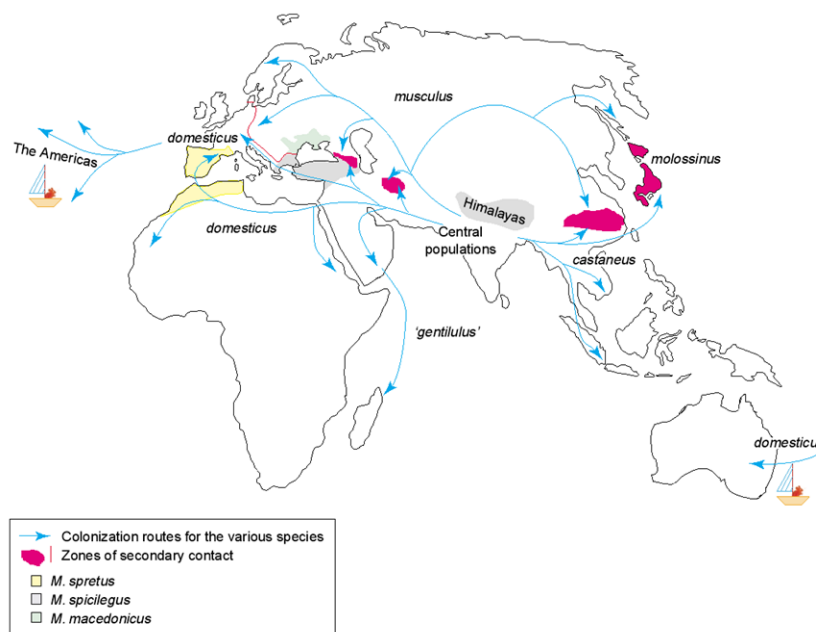 musculus
domesticus
The Americas
molossinus
Himalayas
domesticus
Central
populations
castaneus
'gentilulus'
domesticu
Colonization routes for the various species
Zones of secondary contact
M. spretus
M. spicilegus
M. macedonicus